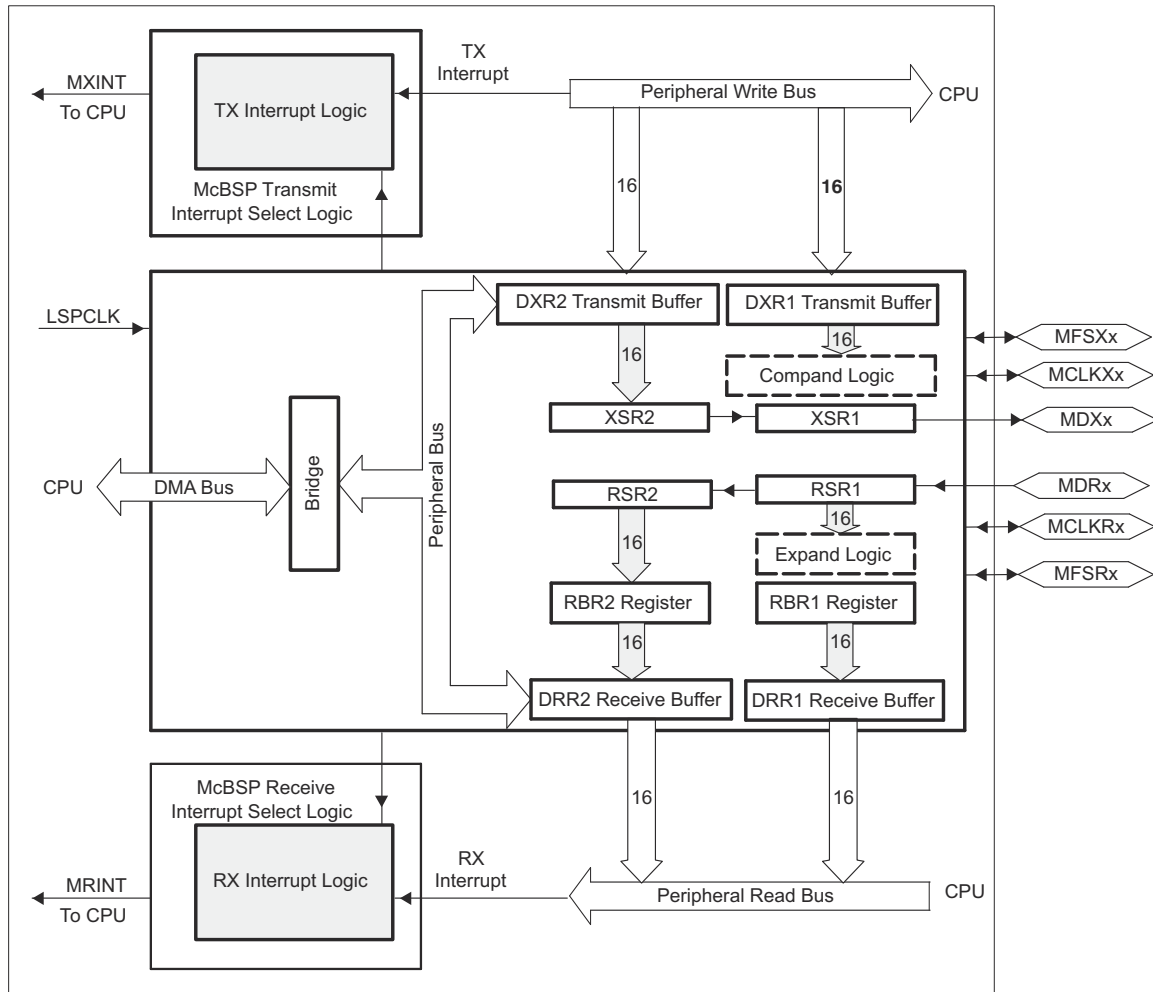 TX
Interrupt
MXINT
To CPU
TX Interrupt Logic
Peripheral Write Bus
CPU
McBSP Transmit
Interrupt Select Logic
16
16
LSPCLK
DXR2 Transmit Buffer
DXR1 Transmit Buffer
16
16
Compand Logic
MFSXx
MCLKXx
XSR2
XSR1
MDXx
CPU
DMA Bus
Bridge
Peripheral Bus
RSR2
RSR1
MDRx
16
16
MCLKRx
Expand Logic
MFSRx
RBR2 Register
RBR1 Register
16
16
DRR2 Receive Buffer
DRR1 Receive Buffer
McBSP Receive
Interrupt Select Logic
16
16
RX
Interrupt
MRINT
To CPU
RX Interrupt Logic
Peripheral Read Bus
CPU